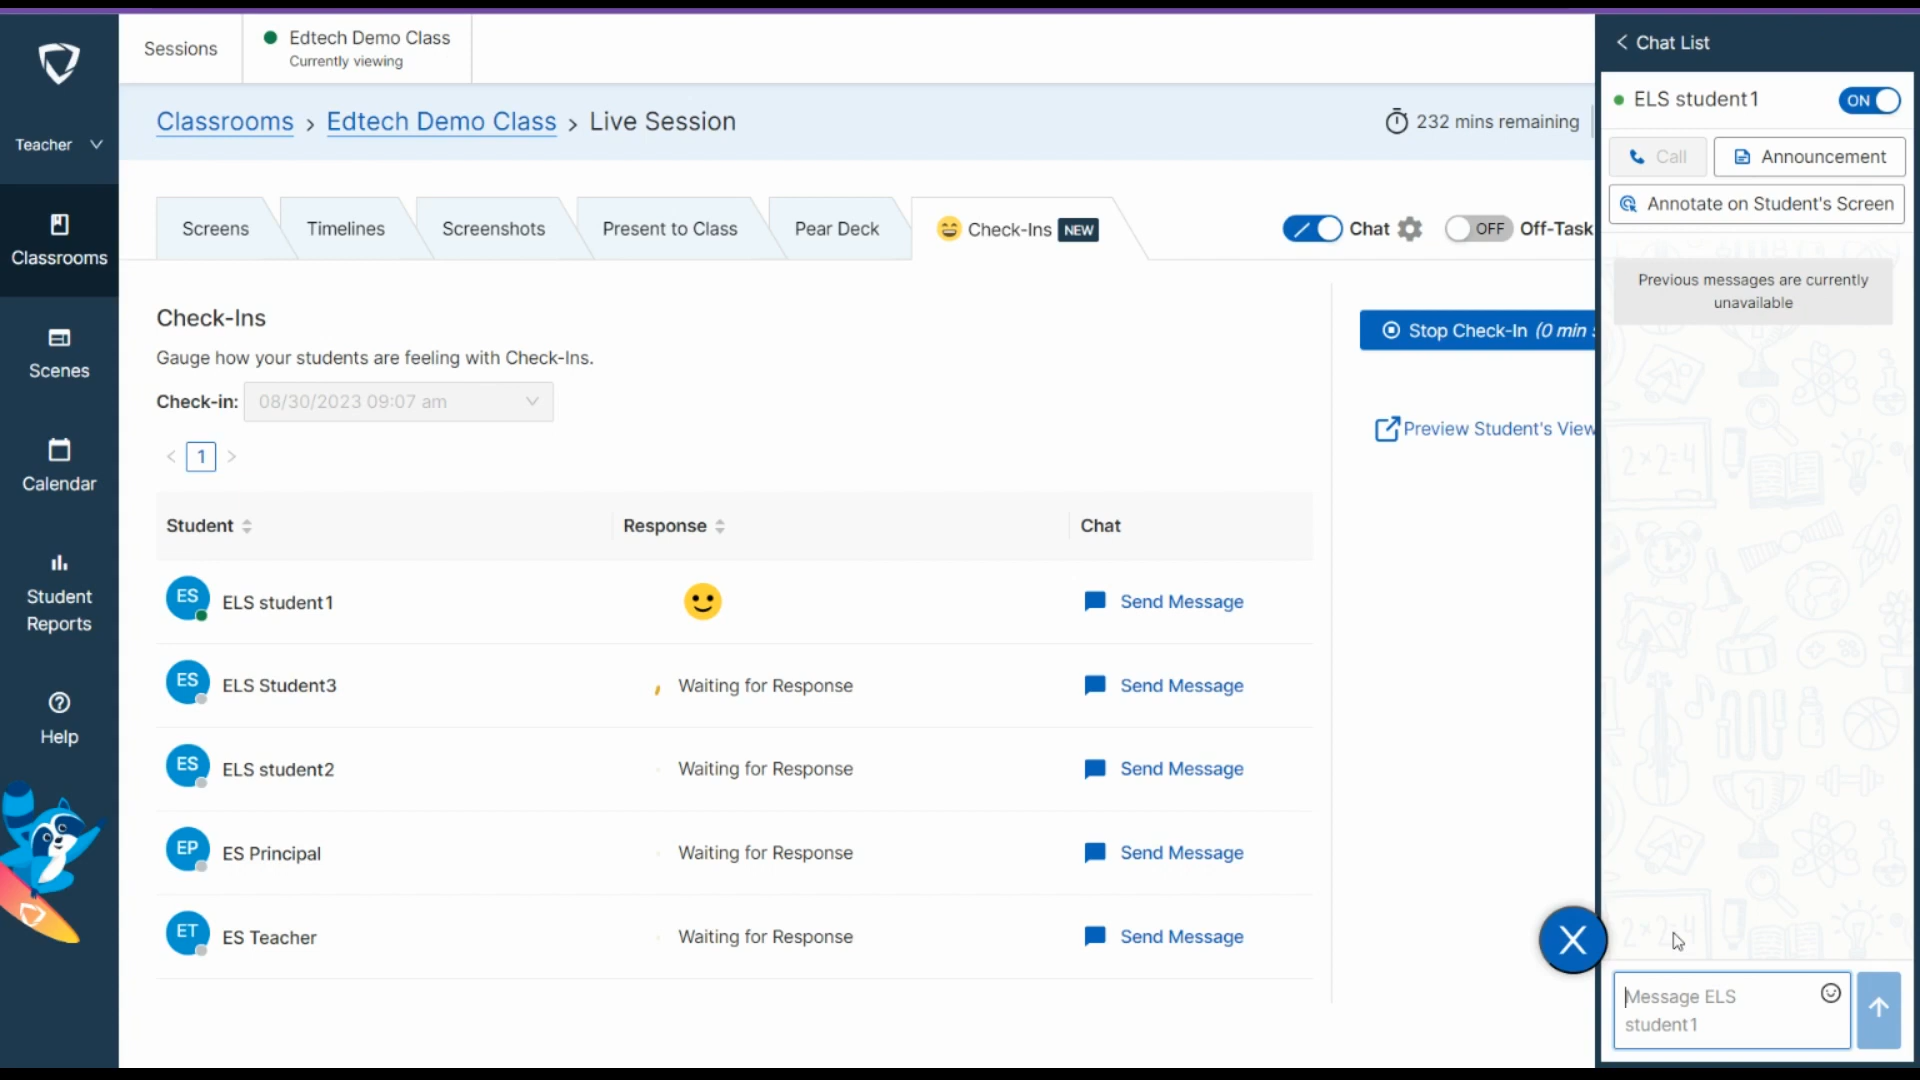 Sessions
Edtech Demo Class
Currently viewing
Chat List
Teacher
Classrooms
Scenes
Calendar
Student
Reports
Help
Classrooms > Edtech Demo Class > Live Session
232 mins remaining
Screens
Timelines
Screenshots
Present to Class
Pear Deck
Check-Ins NEW
Chat
OFF Off-Task
Check-Ins
Gauge how your students are feeling with Check-Ins.
Check-in: 08/30/2023 09:07 am
< 1 >
Stop Check-In (0 min
Preview Student's View
Student Response Chat
ES ELS student1 Send Message
ES ELS Student3 Waiting for Response Send Message
ES ELS student2 Waiting for Response Send Message
EP ES Principal Waiting for Response Send Message
ET ES Teacher Waiting for Response Send Message
ELS student1 ON
Call Announcement
Annotate on Student's Screen
Previous messages are currently
unavailable
2×2=4
2×2=4
X
Message ELS
student1